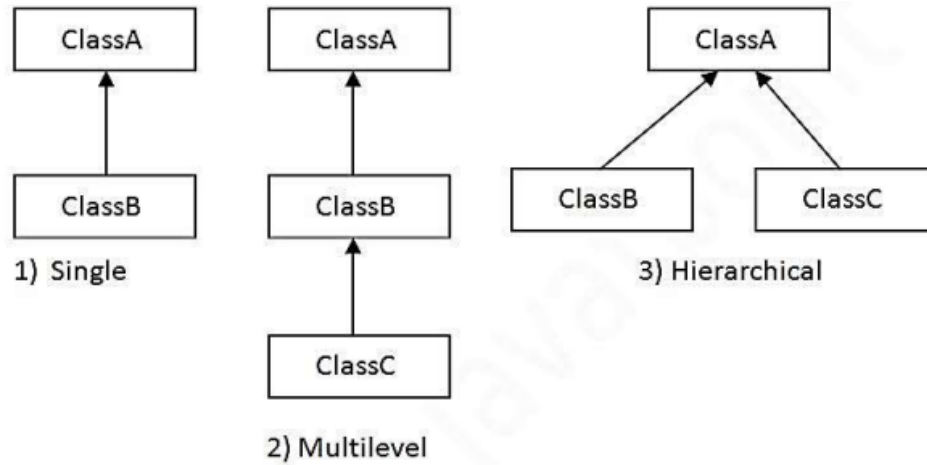 ClassA
ClassB
1) Single
ClassA
ClassB
ClassC
2) Multilevel
ClassA
ClassB
ClassC
3) Hierarchical